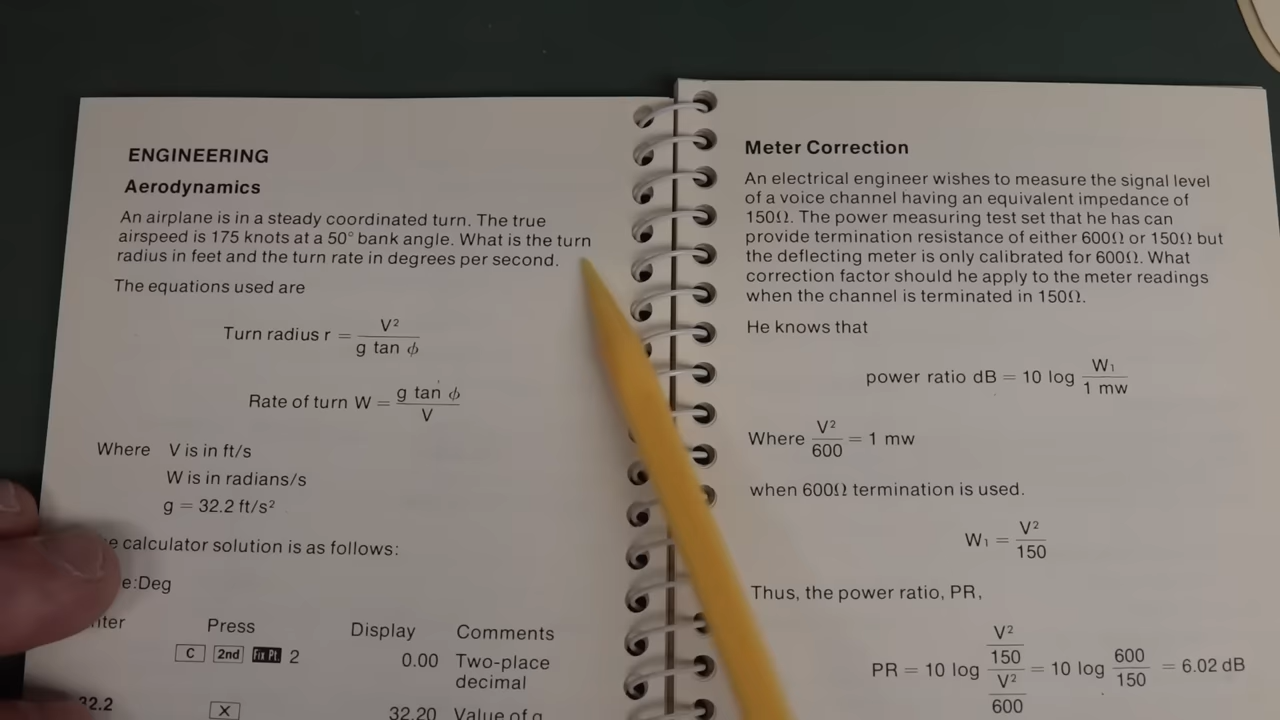 ENGINEERING
Aerodynamics
An airplane is in a steady coordinated turn. The true
airspeed is 175 knots at a 50° bank angle. What is the turn
radius in feet and the turn rate in degrees per second.
The equations used are
Turn radius r = V² / g tan ϕ
Rate of turn W = g tan ϕ / V
Where V is in ft/s
W is in radians/s
g = 32.2 ft/s²
calculator solution is as follows:
e:Deg
Press Display Comments
C 2nd Fix Pt. 2 0.00 Two-place
decimal
32.2 X 32.20 Value of g
Meter Correction
An electrical engineer wishes to measure the signal level
of a voice channel having an equivalent impedance of
150Ω. The power measuring test set that he has can
provide termination resistance of either 600Ω or 150Ω but
the deflecting meter is only calibrated for 600Ω. What
correction factor should he apply to the meter readings
when the channel is terminated in 150Ω.
He knows that
power ratio dB = 10 log W₁ / 1 mw
Where V² / 600 = 1 mw
when 600Ω termination is used.
W₁ = V² / 150
Thus, the power ratio, PR,
PR = 10 log V² / 150 / V² / 600 = 10 log 600 / 150 = 6.02 dB